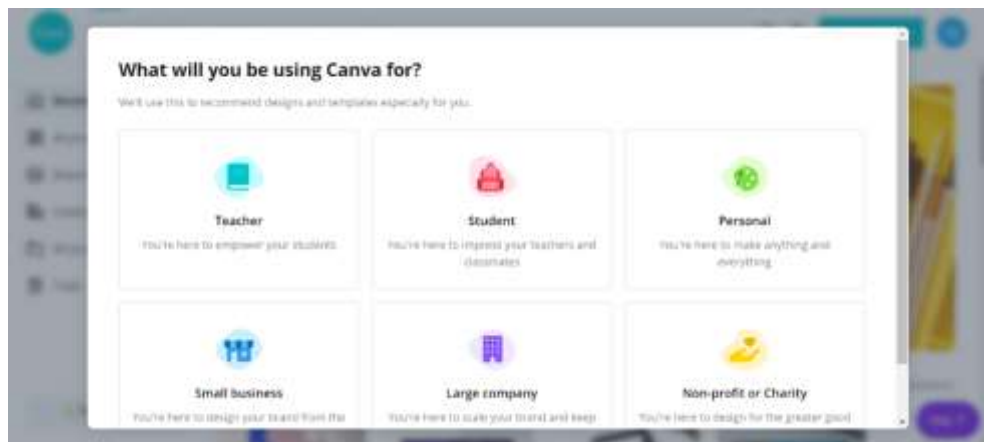 What will you be using Canva for?
We'll use this to recommend designs and templates especially for you.
Teacher
You're here to empower your students
Student
You're here to impress your teachers and
classmates
Personal
You're here to make anything and
everything
Small business
You're here to design your brand from the
Large company
You're here to scale your brand and keep
Non-profit or Charity
You're here to design for the greater good